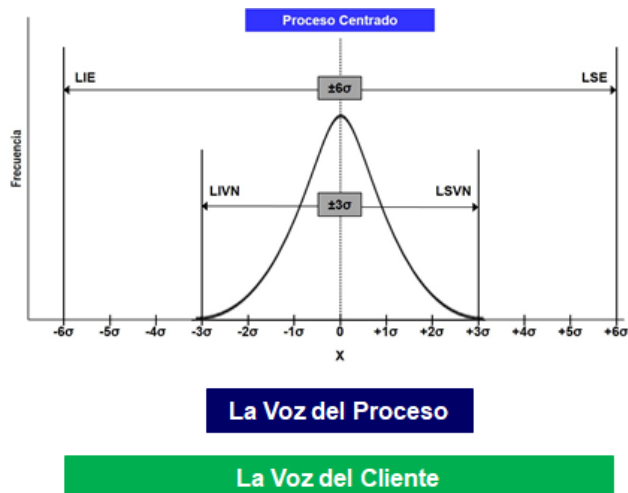 Proceso Centrado
LIE
LSE
±6σ
Frecuencia
LIVN
LSVN
±3σ
-6σ -5σ -4σ -3σ -2σ -1σ 0 +1σ +2σ +3σ +4σ +5σ +6σ
X
La Voz del Proceso
La Voz del Cliente